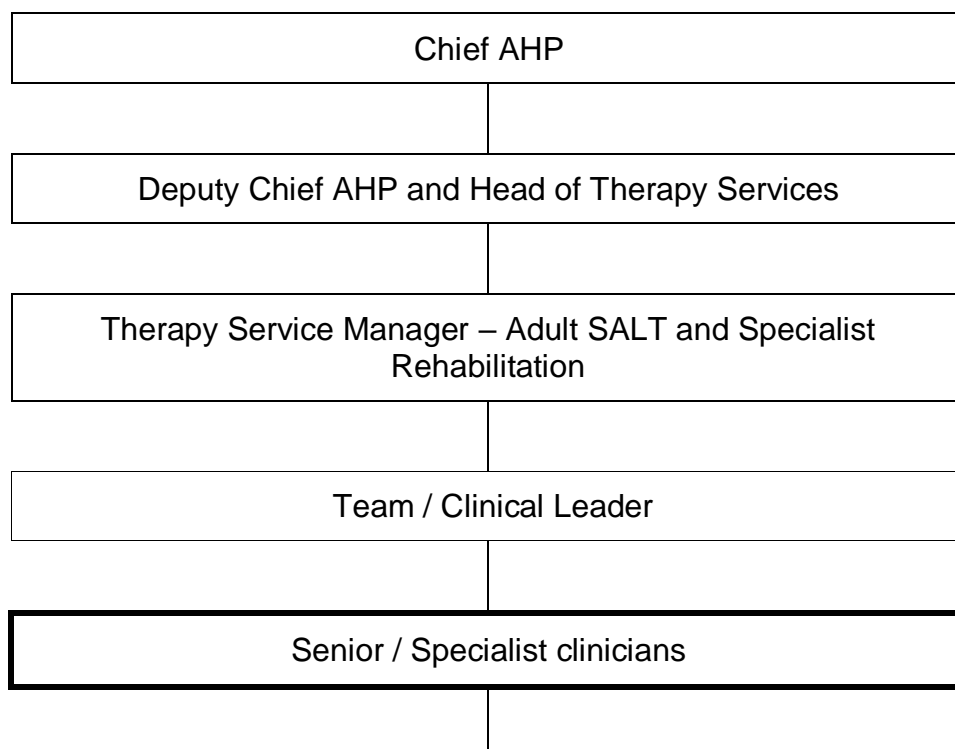 Chief AHP
Deputy Chief AHP and Head of Therapy Services
Therapy Service Manager – Adult SALT and Specialist
Rehabilitation
Team / Clinical Leader
Senior / Specialist clinicians